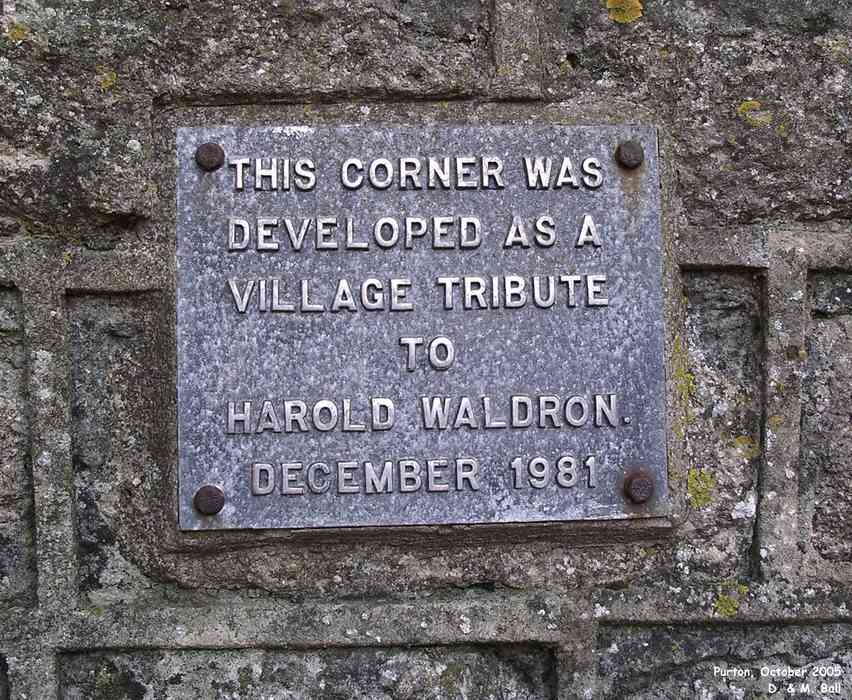 THIS CORNER WAS
DEVELOPED AS A
VILLAGE TRIBUTE
TO
HAROLD WALDRON.
DECEMBER 1981
Purton, October 2005
D. & M. Ball